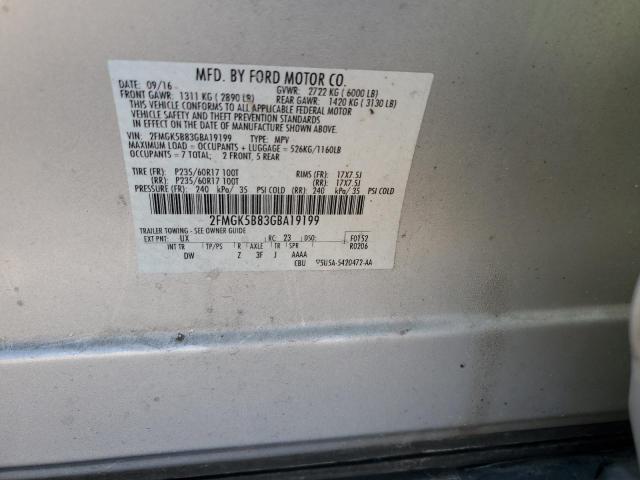 MFD. BY FORD MOTOR CO.
DATE: 09/16 GVWR: 2722 KG ( 6000 LB)
FRONT GAWR: 1311 KG ( 2890 LB) REAR GAWR: 1420 KG ( 3130 LB)
THIS VEHICLE CONFORMS TO ALL APPLICABLE FEDERAL MOTOR
VEHICLE SAFETY AND THEFT PREVENTION STANDARDS IN
EFFECT ON THE DATE OF MANUFACTURE SHOWN ABOVE.
VIN: 2FMGK5B83GBA19199 TYPE: MPV
MAXIMUM LOAD = OCCUPANTS + LUGGAGE = 526KG/1160LB
OCCUPANTS = 7 TOTAL; 2 FRONT, 5 REAR
TIRE (FR): P235/60R17 100T RIMS (FR): 17X7.5J
(RR): P235/60R17 100T (RR): 17X7.5J
PRESSURE (FR): 240 kPa/ 35 PSI COLD (RR) 240 kPa/ 35 PSI COLD
2FMGK5B83GBA19199
TRAILER TOWING - SEE OWNER GUIDE
EXT PNT: UX RC: 23 DSO: F0152
INT TR TP/PS R AXLE TR SPR R0206
DW Z 3F J AAAA
CBU 5U5A-5420472-AA